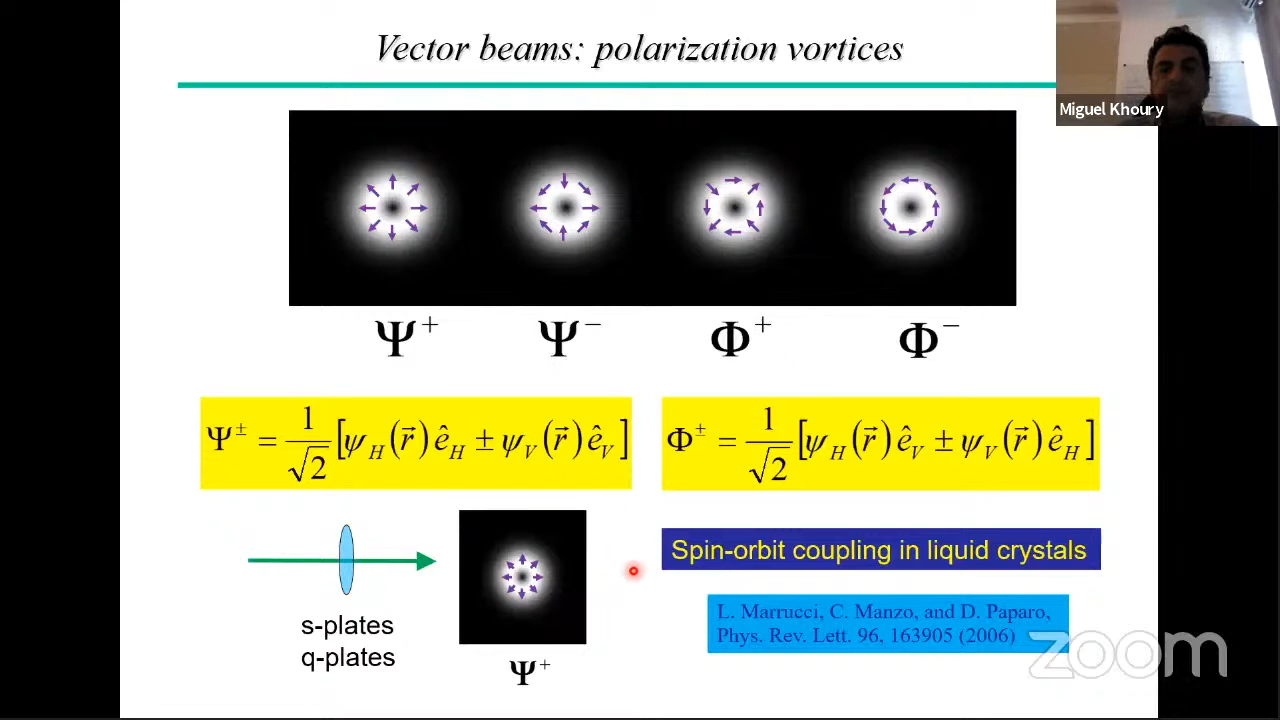 Vector beams: polarization vortices
Miguel Khoury
Ψ⁺ Ψ⁻ Φ⁺ Φ⁻
Ψ± = 1/√2 [ψ_H(r⃗) ê_H ± ψ_V(r⃗) ê_V]
Φ± = 1/√2 [ψ_H(r⃗) ê_V ± ψ_V(r⃗) ê_H]
s-plates
q-plates
Ψ⁺
Spin-orbit coupling in liquid crystals
L. Marrucci, C. Manzo, and D. Paparo,
Phys. Rev. Lett. 96, 163905 (2006)
zoom